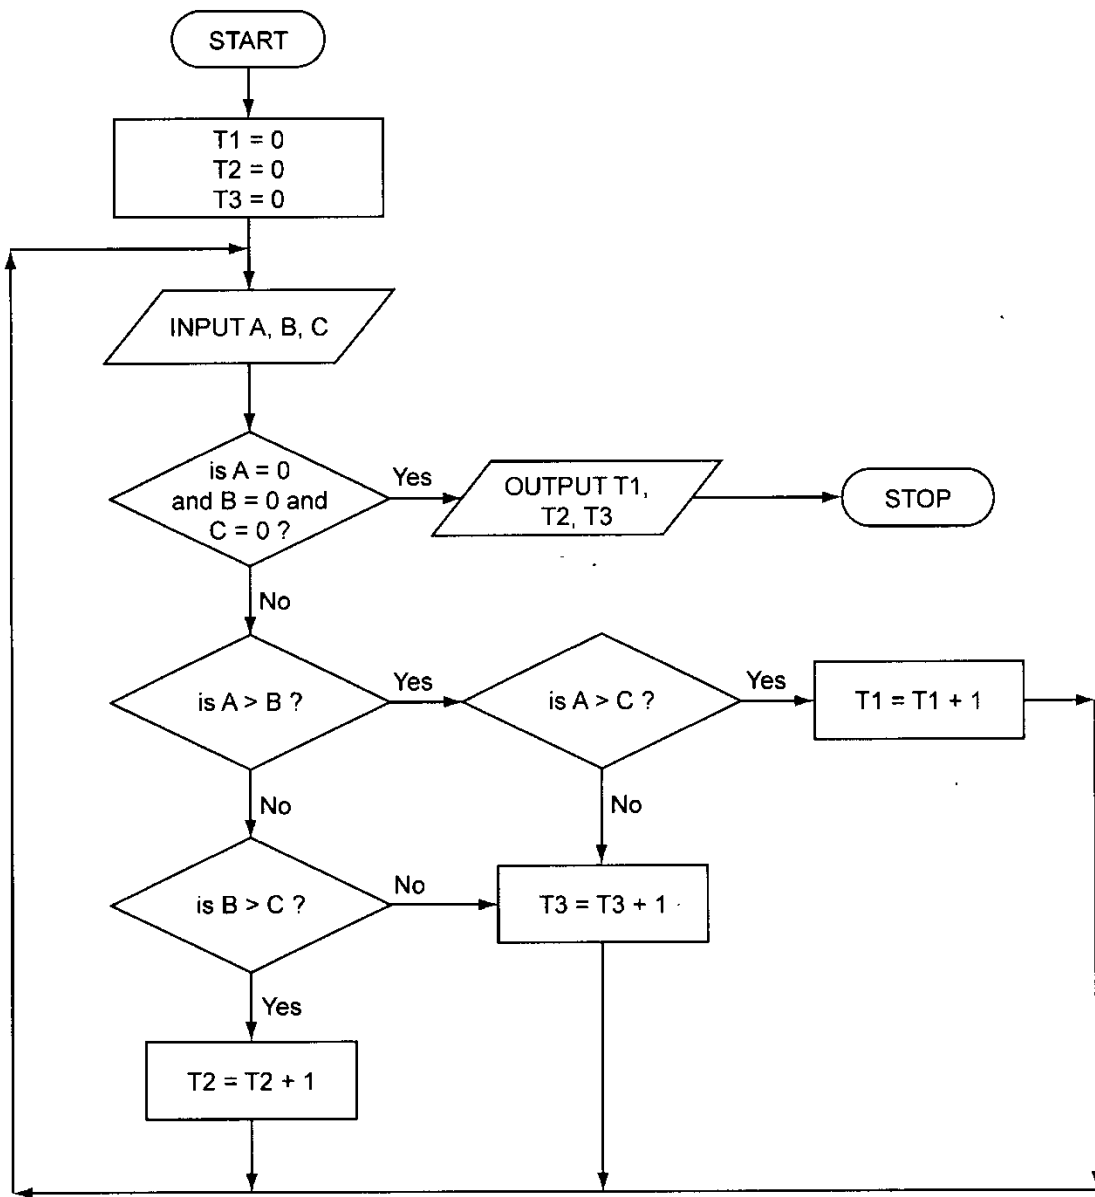 START
T1 = 0
T2 = 0
T3 = 0
INPUT A, B, C
is A = 0
and B = 0 and
C = 0 ?
Yes
OUTPUT T1,
T2, T3
STOP
No
is A > B ?
Yes
is A > C ?
Yes
T1 = T1 + 1
No
No
is B > C ?
No
T3 = T3 + 1
Yes
T2 = T2 + 1